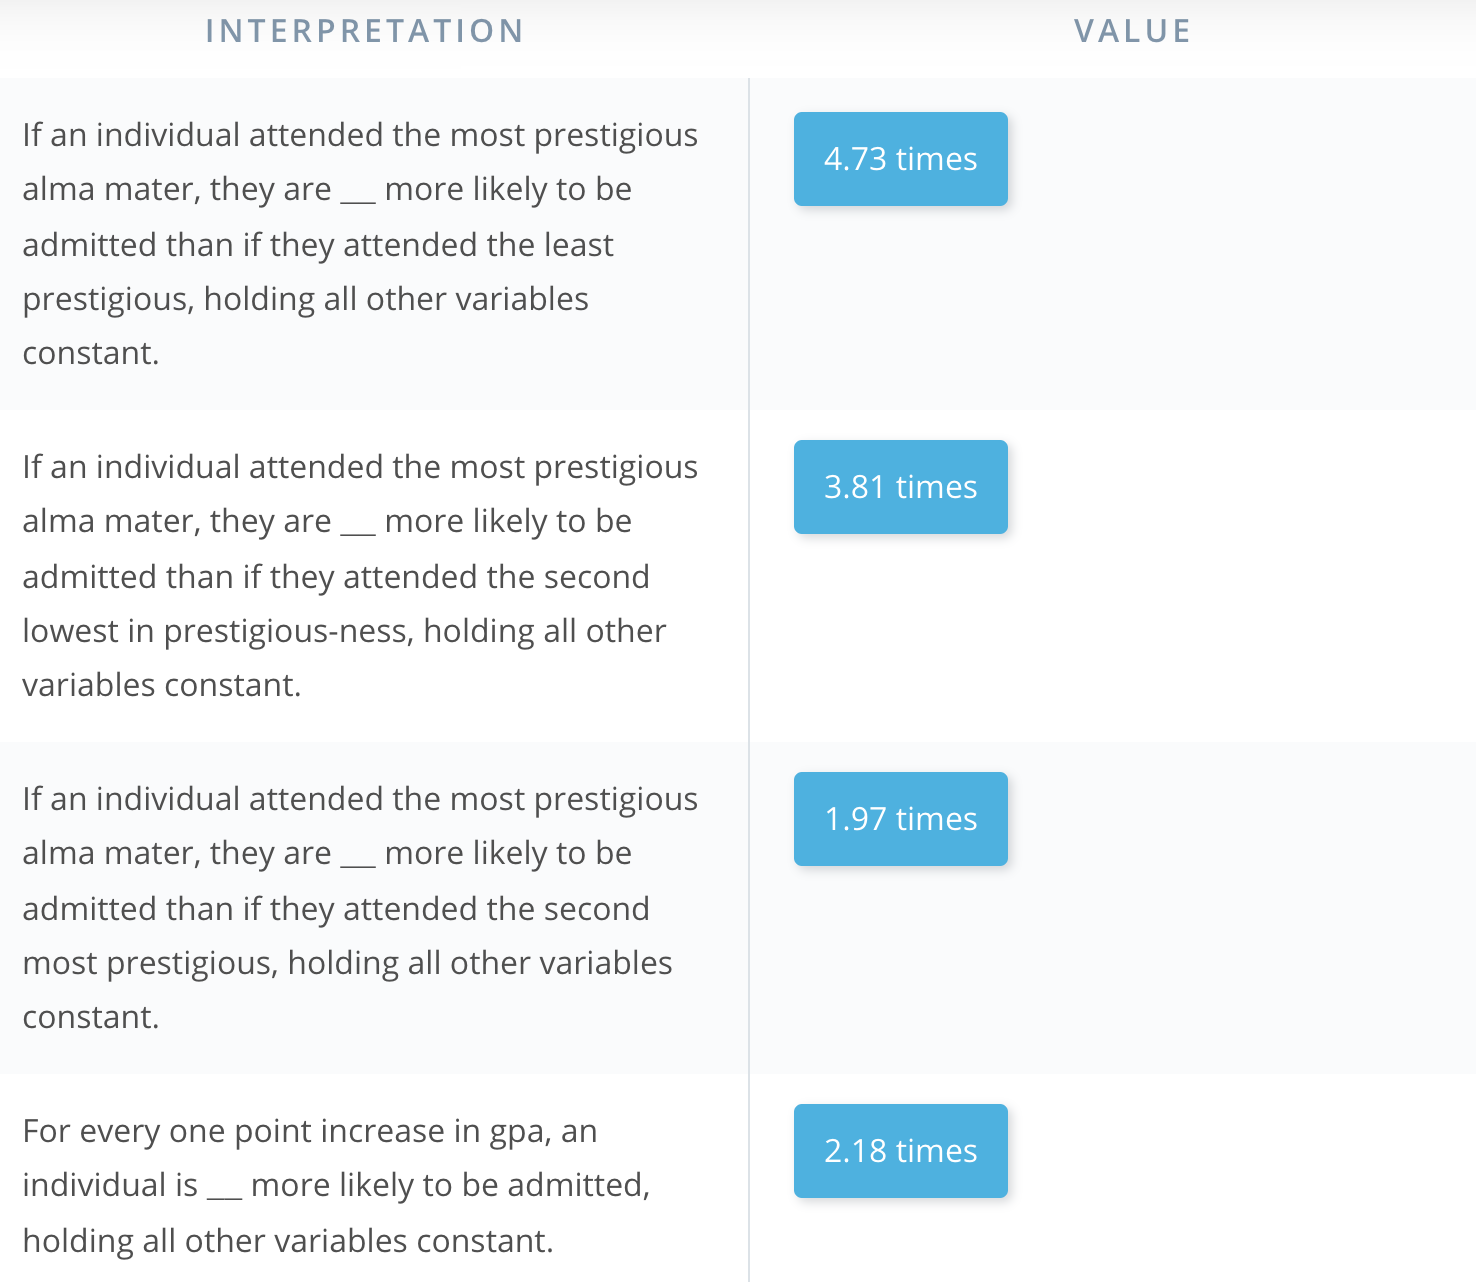 INTERPRETATION VALUE
If an individual attended the most prestigious
alma mater, they are __ more likely to be
admitted than if they attended the least
prestigious, holding all other variables
constant.
4.73 times
If an individual attended the most prestigious
alma mater, they are __ more likely to be
admitted than if they attended the second
lowest in prestigious-ness, holding all other
variables constant.
3.81 times
If an individual attended the most prestigious
alma mater, they are __ more likely to be
admitted than if they attended the second
most prestigious, holding all other variables
constant.
1.97 times
For every one point increase in gpa, an
individual is __ more likely to be admitted,
holding all other variables constant.
2.18 times